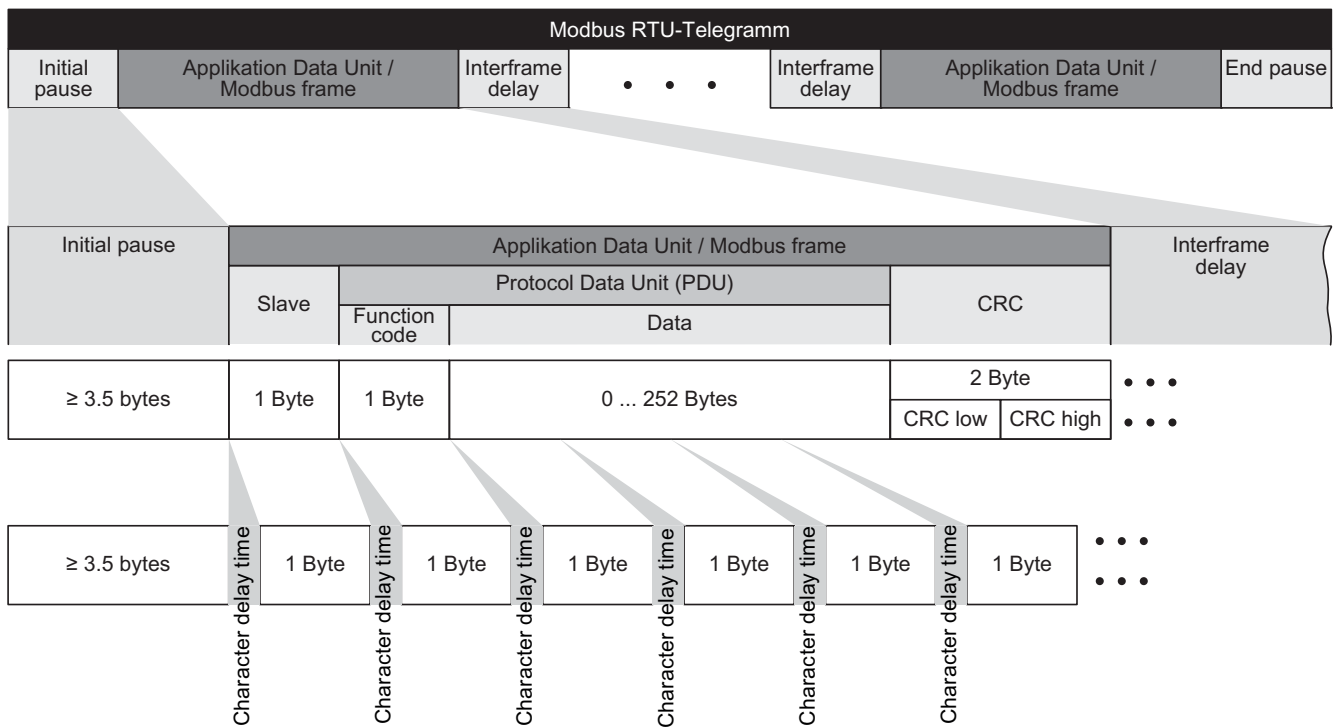 Modbus RTU-Telegramm
Initial
pause
Applikation Data Unit /
Modbus frame
Interframe
delay
Interframe
delay
Applikation Data Unit /
Modbus frame
End pause
Initial pause
Applikation Data Unit / Modbus frame
Interframe
delay
Slave
Protocol Data Unit (PDU)
CRC
Function
code
Data
≥ 3.5 bytes
1 Byte
1 Byte
0 ... 252 Bytes
2 Byte
CRC low
CRC high
≥ 3.5 bytes
Character delay time
1 Byte
Character delay time
1 Byte
Character delay time
1 Byte
Character delay time
1 Byte
Character delay time
1 Byte
Character delay time
1 Byte